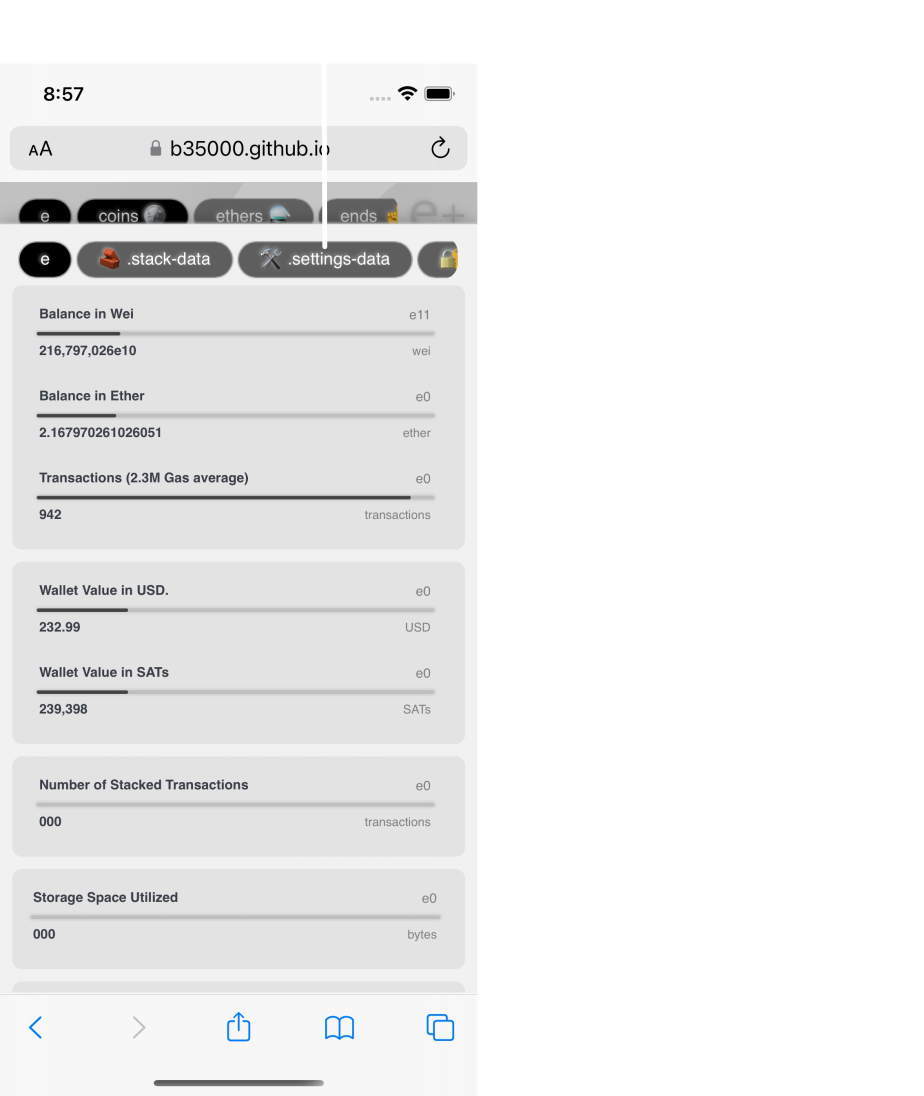 8:57
AA b35000.github.io
e coins ethers ends e+
e .stack-data .settings-data
Balance in Wei e11
216,797,026e10 wei
Balance in Ether e0
2.167970261026051 ether
Transactions (2.3M Gas average) e0
942 transactions
Wallet Value in USD. e0
232.99 USD
Wallet Value in SATs e0
239,398 SATs
Number of Stacked Transactions e0
000 transactions
Storage Space Utilized e0
000 bytes